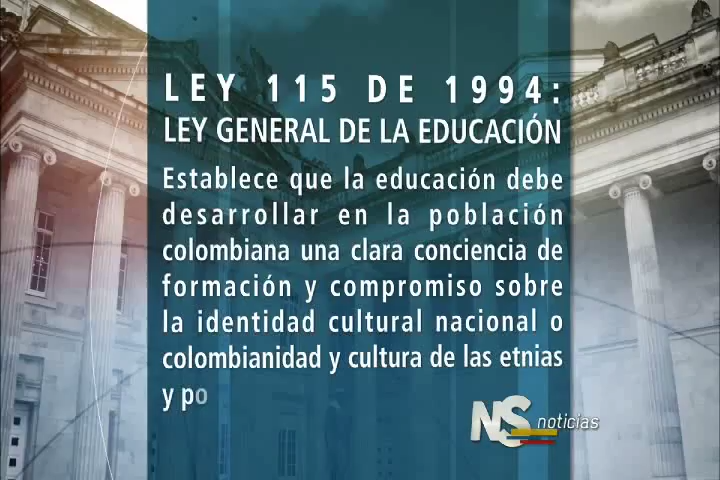 LEY 115 DE 1994:
LEY GENERAL DE LA EDUCACIÓN
Establece que la educación debe
desarrollar en la población
colombiana una clara conciencia de
formación y compromiso sobre
la identidad cultural nacional o
colombianidad y cultura de las etnias
y po
NS noticias